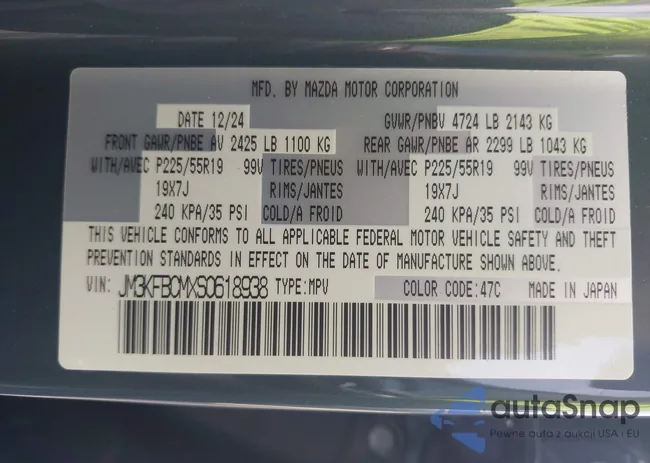 MFD. BY MAZDA MOTOR CORPORATION
DATE 12/24 GVWR/PNBV 4724 LB 2143 KG
FRONT GAWR/PNBE AV 2425 LB 1100 KG REAR GAWR/PNBE AR 2299 LB 1043 KG
WITH/AVEC P225/55R19 99V TIRES/PNEUS WITH/AVEC P225/55R19 99V TIRES/PNEUS
19X7J RIMS/JANTES 19X7J RIMS/JANTES
240 KPA/35 PSI COLD/A FROID 240 KPA/35 PSI COLD/A FROID
THIS VEHICLE CONFORMS TO ALL APPLICABLE FEDERAL MOTOR VEHICLE SAFETY AND THEFT
PREVENTION STANDARDS IN EFFECT ON THE DATE OF MANUFACTURE SHOWN ABOVE.
VIN: JM3KFBCMXS0618938 TYPE:MPV COLOR CODE:47C MADE IN JAPAN
autaSnap
Pewne auta z aukcji USA i EU